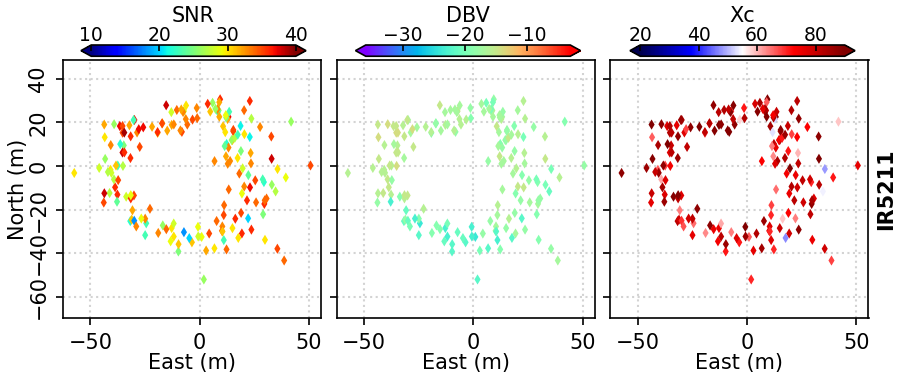 SNR DBV Xc
10 20 30 40 −30 −20 −10 20 40 60 80
40
20
0
−20
−40
−60
North (m)
−50 0 50 −50 0 50 −50 0 50
East (m) East (m) East (m)
IR5211